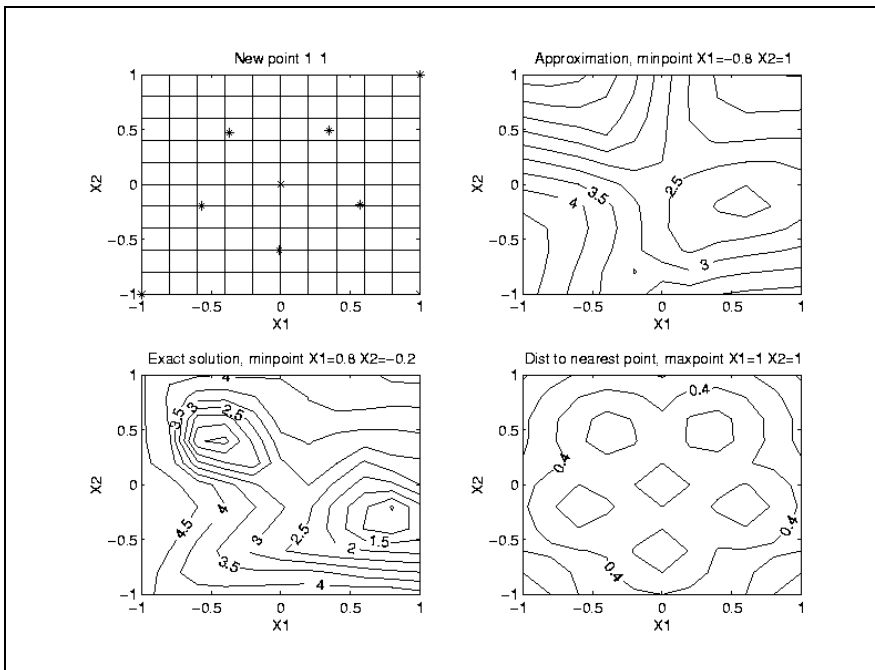 New point 1 1
1
0.5
0
−0.5
−1
X2
−1 −0.5 0 0.5 1
X1
Approximation, minpoint X1=−0.8 X2=1
1
0.5
0
−0.5
−1
X2
2.5
3.5
4
3
−1 −0.5 0 0.5 1
X1
Exact solution, minpoint X1=0.8 X2=−0.2
1
0.5
0
−0.5
−1
X2
4
3.5
3
2.5
4.5
4
3
2.5
2
1.5
3.5
4
−1 −0.5 0 0.5 1
X1
Dist to nearest point, maxpoint X1=1 X2=1
1
0.5
0
−0.5
−1
X2
0.4
0.4
0.4
0.4
−1 −0.5 0 0.5 1
X1